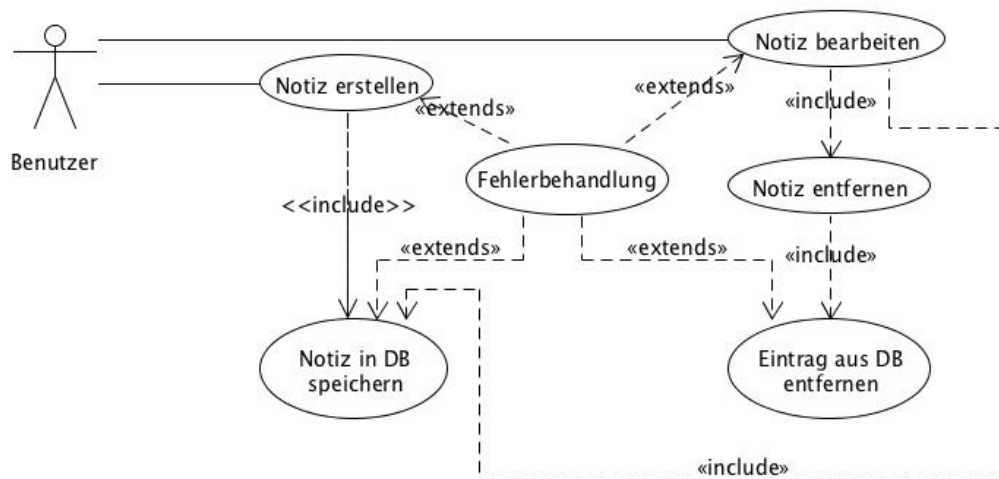 Notiz bearbeiten
Notiz erstellen
«extends»
«extends»
«include»
Benutzer
Fehlerbehandlung
Notiz entfernen
<<include>>
«extends»
«extends»
«include»
Notiz in DB
speichern
Eintrag aus DB
entfernen
«include»